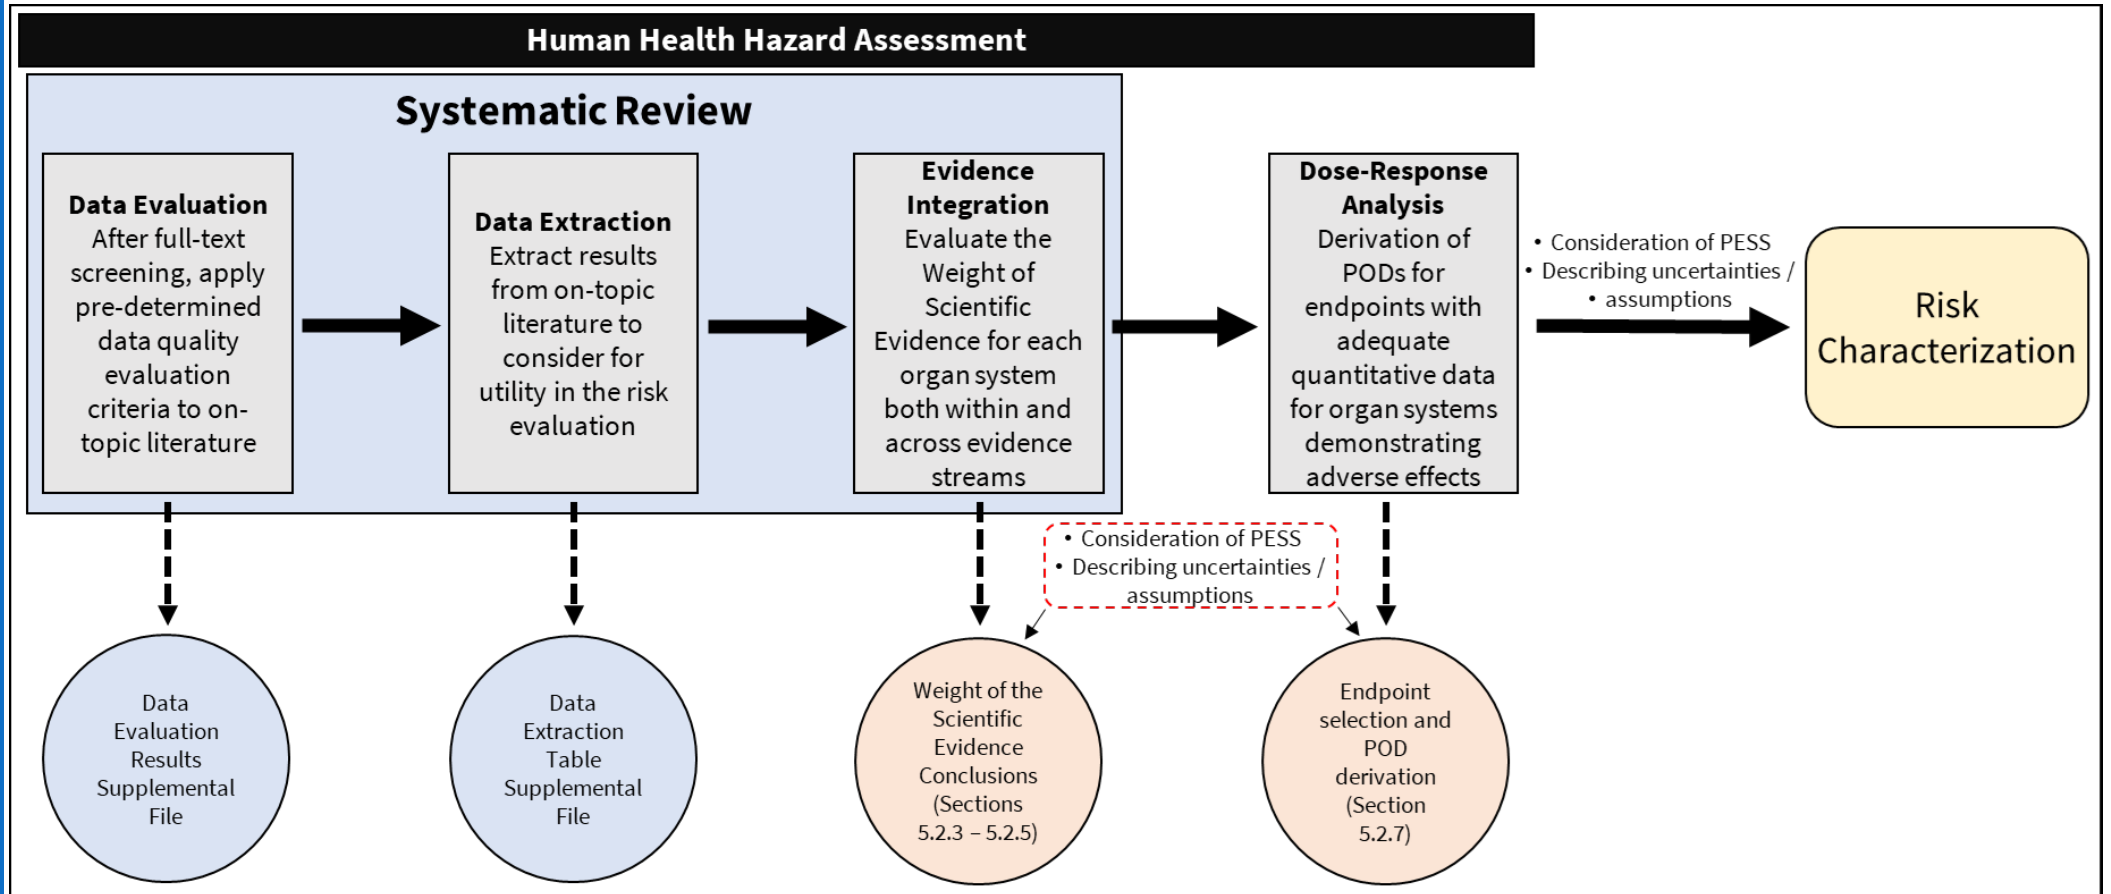 Human Health Hazard Assessment
Systematic Review
Data Evaluation
After full-text
screening, apply
pre-determined
data quality
evaluation
criteria to on-
topic literature
Data Extraction
Extract results
from on-topic
literature to
consider for
utility in the risk
evaluation
Evidence
Integration
Evaluate the
Weight of
Scientific
Evidence for each
organ system
both within and
across evidence
streams
Dose-Response
Analysis
Derivation of
PODs for
endpoints with
adequate
quantitative data
for organ systems
demonstrating
adverse effects
• Consideration of PESS
• Describing uncertainties /
• assumptions
Risk
Characterization
• Consideration of PESS
• Describing uncertainties /
assumptions
Data
Evaluation
Results
Supplemental
File
Data
Extraction
Table
Supplemental
File
Weight of the
Scientific
Evidence
Conclusions
(Sections
5.2.3 – 5.2.5)
Endpoint
selection and
POD
derivation
(Section
5.2.7)